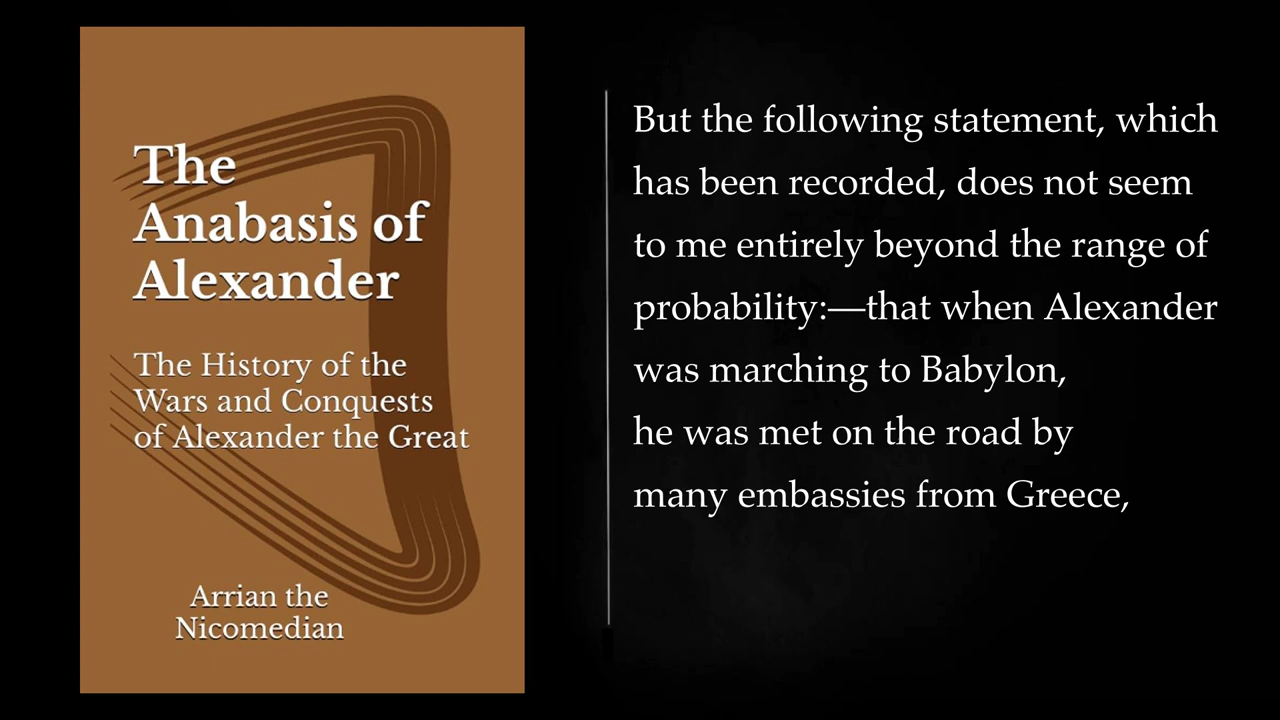 The
Anabasis of
Alexander
The History of the
Wars and Conquests
of Alexander the Great
Arrian the
Nicomedian
But the following statement, which
has been recorded, does not seem
to me entirely beyond the range of
probability:—that when Alexander
was marching to Babylon,
he was met on the road by
many embassies from Greece,